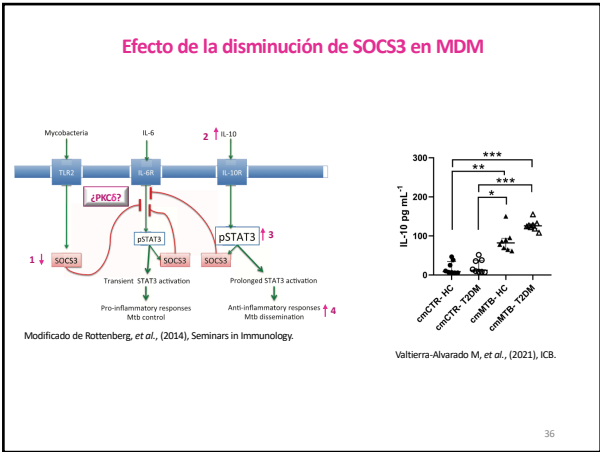 Efecto de la disminución de SOCS3 en MDM
Mycobacteria
IL-6
2 ↑ IL-10
TLR2
IL-6R
IL-10R
¿PKCδ?
pSTAT3
pSTAT3 ↑ 3
1 ↓ SOCS3
SOCS3
SOCS3
Transient STAT3 activation
Prolonged STAT3 activation
Pro-inflammatory responses
Mtb control
Anti-inflammatory responses ↑ 4
Mtb dissemination
Modificado de Rottenberg, et al., (2014), Seminars in Immunology.
IL-10 pg mL⁻¹
300
200
100
0
***
**
***
*
cmCTR- HC
cmCTR- T2DM
cmMTB- HC
cmMTB- T2DM
Valtierra-Alvarado M, et al., (2021), ICB.
36